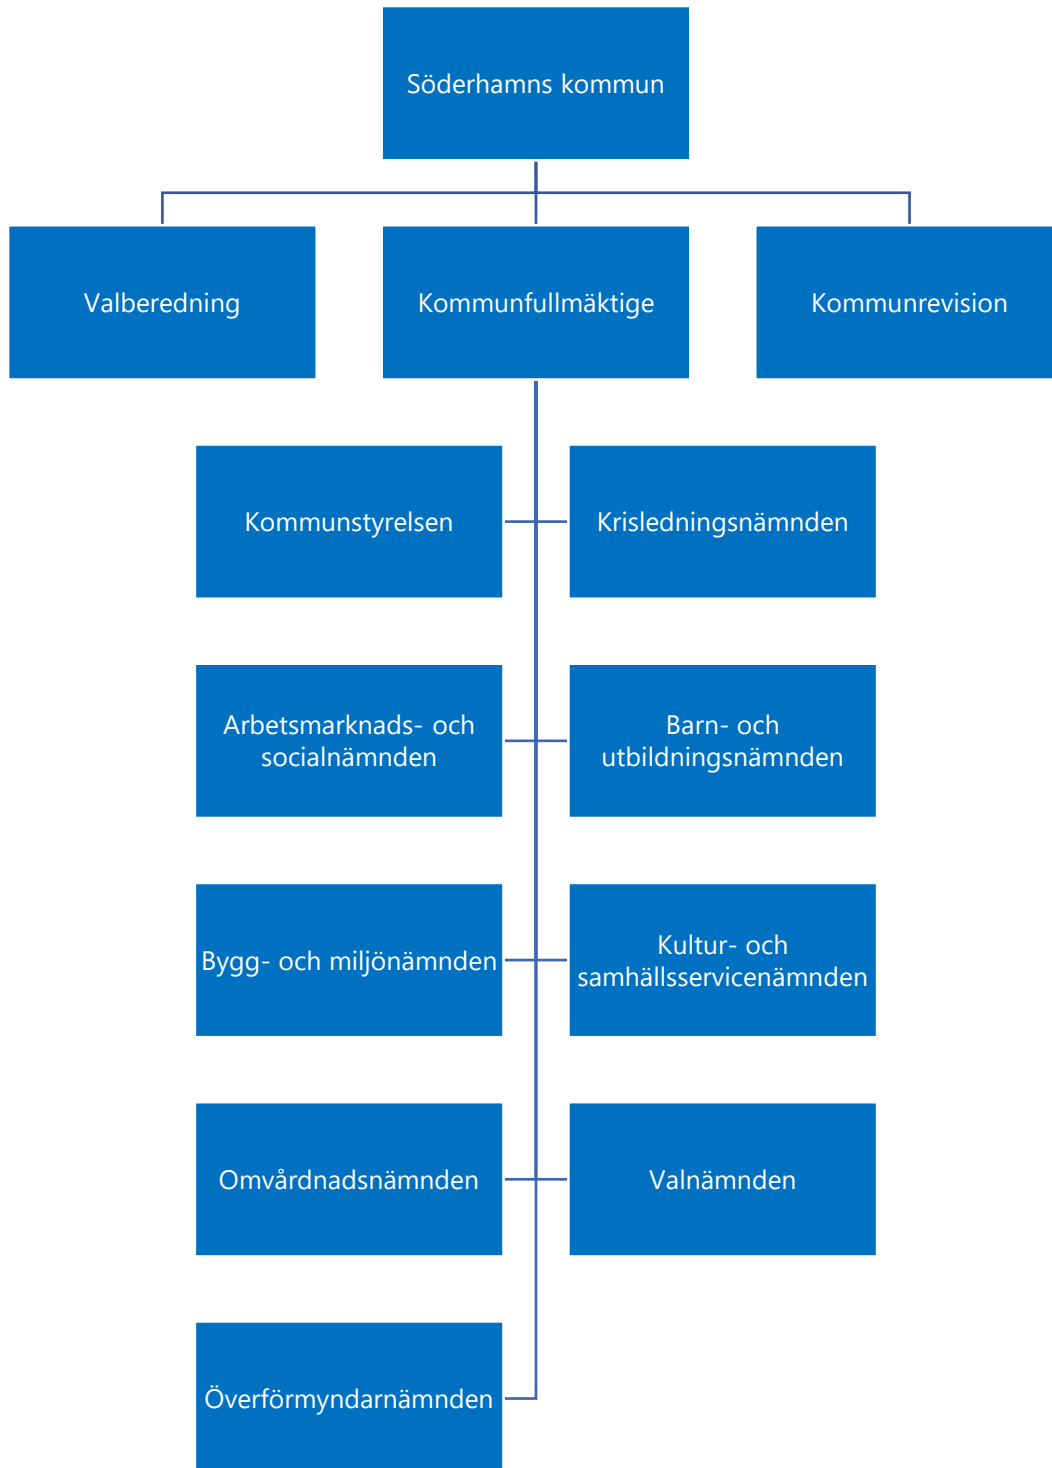 Söderhamns kommun
Valberedning
Kommunfullmäktige
Kommunrevision
Kommunstyrelsen
Krisledningsnämnden
Arbetsmarknads- och
socialnämnden
Barn- och
utbildningsnämnden
Bygg- och miljönämnden
Kultur- och
samhällsservicenämnden
Omvårdnadsnämnden
Valnämnden
Överförmyndarnämnden